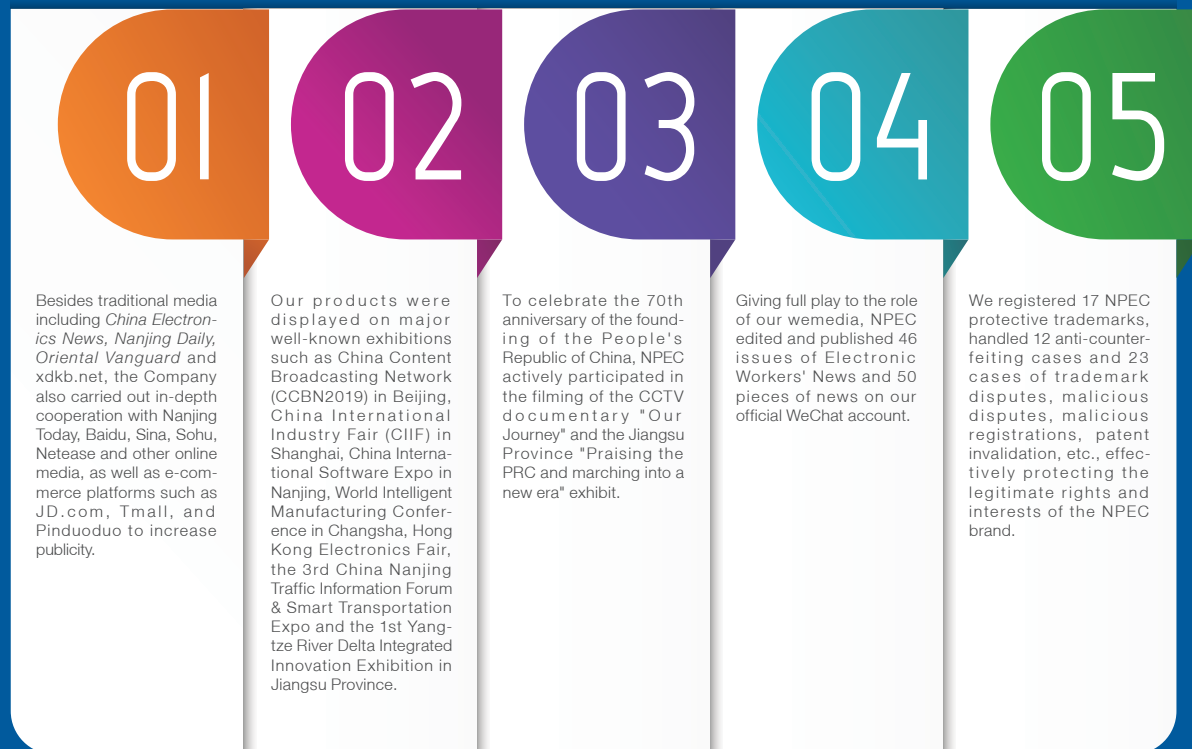 01
Besides traditional media
including China Electron-
ics News, Nanjing Daily,
Oriental Vanguard and
xdkb.net, the Company
also carried out in-depth
cooperation with Nanjing
Today, Baidu, Sina, Sohu,
Netease and other online
media, as well as e-com-
merce platforms such as
JD.com, Tmall, and
Pinduoduo to increase
publicity.
02
Our products were
displayed on major
well-known exhibitions
such as China Content
Broadcasting Network
(CCBN2019) in Beijing,
China International
Industry Fair (CIIF) in
Shanghai, China Interna-
tional Software Expo in
Nanjing, World Intelligent
Manufacturing Confer-
ence in Changsha, Hong
Kong Electronics Fair,
the 3rd China Nanjing
Traffic Information Forum
& Smart Transportation
Expo and the 1st Yang-
tze River Delta Integrated
Innovation Exhibition in
Jiangsu Province.
03
To celebrate the 70th
anniversary of the found-
ing of the People's
Republic of China, NPEC
actively participated in
the filming of the CCTV
documentary "Our
Journey" and the Jiangsu
Province "Praising the
PRC and marching into a
new era" exhibit.
04
Giving full play to the role
of our wemedia, NPEC
edited and published 46
issues of Electronic
Workers' News and 50
pieces of news on our
official WeChat account.
05
We registered 17 NPEC
protective trademarks,
handled 12 anti-counter-
feiting cases and 23
cases of trademark
disputes, malicious
disputes, malicious
registrations, patent
invalidation, etc., effec-
tively protecting the
legitimate rights and
interests of the NPEC
brand.